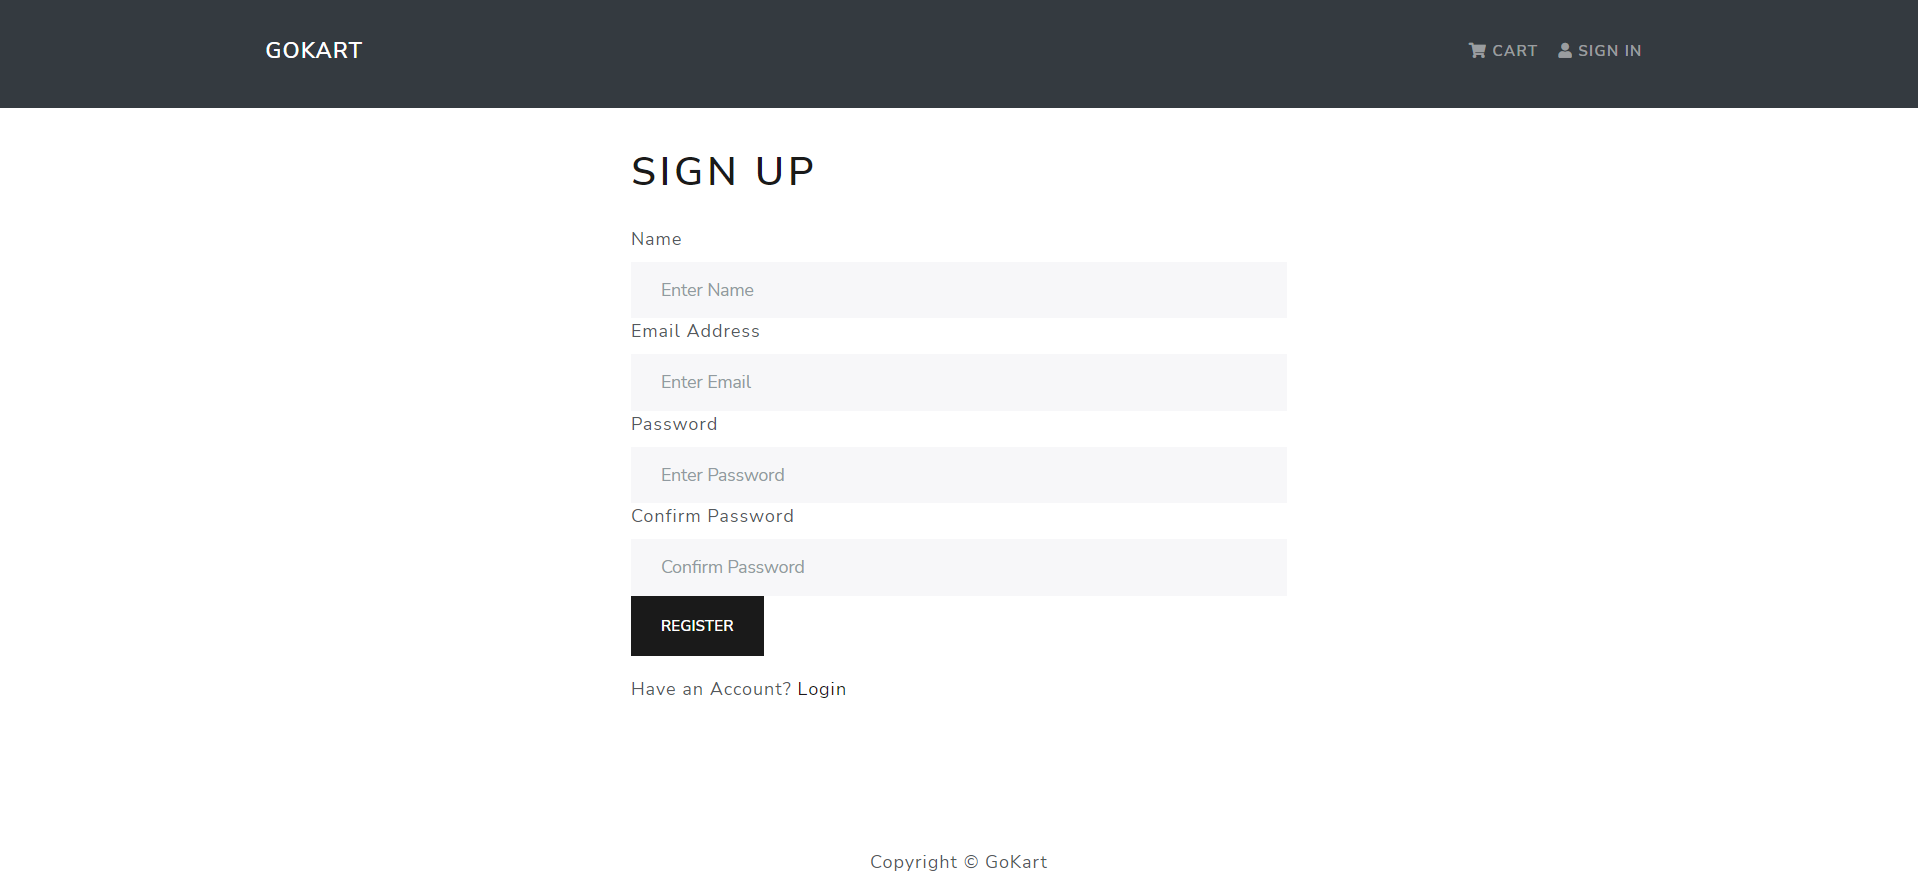 GOKART
CART SIGN IN
SIGN UP
Name
Enter Name
Email Address
Enter Email
Password
Enter Password
Confirm Password
Confirm Password
REGISTER
Have an Account? Login
Copyright © GoKart